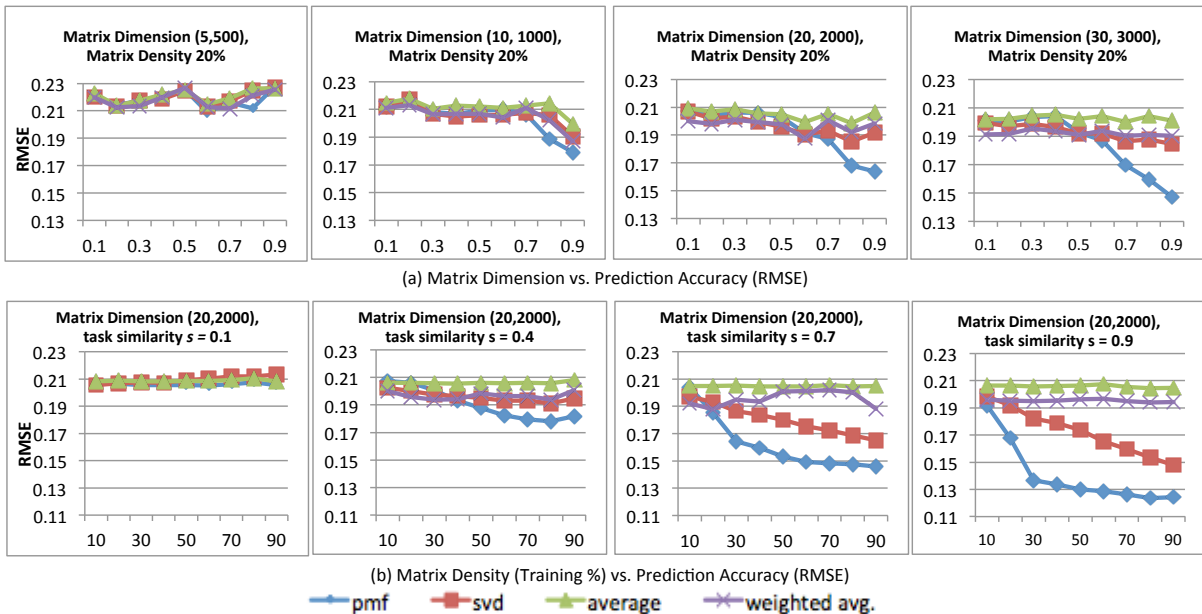 Matrix Dimension (5,500),
Matrix Density 20%
RMSE
0.23
0.21
0.19
0.17
0.15
0.13
0.1 0.3 0.5 0.7 0.9
Matrix Dimension (10, 1000),
Matrix Density 20%
0.23
0.21
0.19
0.17
0.15
0.13
0.1 0.3 0.5 0.7 0.9
Matrix Dimension (20, 2000),
Matrix Density 20%
0.23
0.21
0.19
0.17
0.15
0.13
0.1 0.3 0.5 0.7 0.9
Matrix Dimension (30, 3000),
Matrix Density 20%
0.23
0.21
0.19
0.17
0.15
0.13
0.1 0.3 0.5 0.7 0.9
(a) Matrix Dimension vs. Prediction Accuracy (RMSE)
Matrix Dimension (20,2000),
task similarity s = 0.1
RMSE
0.23
0.21
0.19
0.17
0.15
0.13
0.11
10 30 50 70 90
Matrix Dimension (20,2000),
task similarity s = 0.4
0.23
0.21
0.19
0.17
0.15
0.13
0.11
10 30 50 70 90
Matrix Dimension (20,2000),
task similarity s = 0.7
0.23
0.21
0.19
0.17
0.15
0.13
0.11
10 30 50 70 90
Matrix Dimension (20,2000),
task similarity s = 0.9
0.23
0.21
0.19
0.17
0.15
0.13
0.11
10 30 50 70 90
(b) Matrix Density (Training %) vs. Prediction Accuracy (RMSE)
pmf svd average weighted avg.